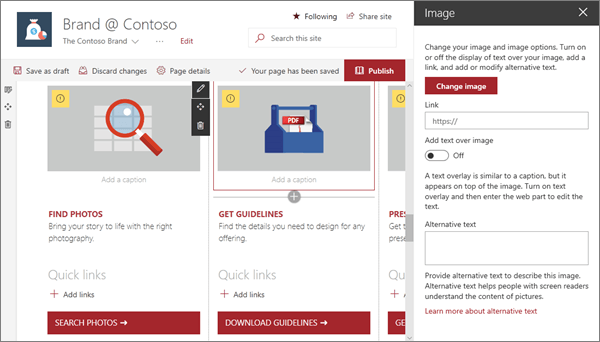 Brand @ Contoso
★ Following
Share site
The Contoso Brand
···
Edit
Search this site
Save as draft
Discard changes
Page details
Your page has been saved
Publish
PDF
Add a caption
Add a caption
FIND PHOTOS
Bring your story to life with the right
photography.
Quick links
+ Add links
SEARCH PHOTOS →
GET GUIDELINES
Find the details you need to design for any
offering.
Quick links
+ Add links
DOWNLOAD GUIDELINES →
PRES
Get t
prese
Quic
+
GE
Image
Change your image and image options. Turn on
or off the display of text over your image, add a
link, and add or modify alternative text.
Change image
Link
https://
Add text over image
Off
A text overlay is similar to a caption, but it
appears on top of the image. Turn on text
overlay and then enter the web part to edit the
text.
Alternative text
Provide alternative text to describe this image.
Alternative text helps people with screen readers
understand the content of pictures.
Learn more about alternative text